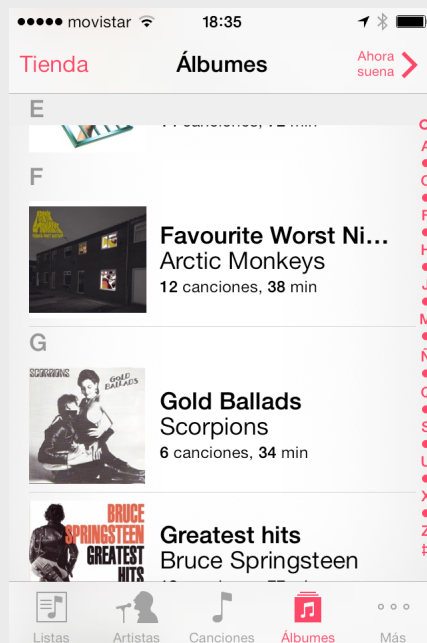 movistar 18:35
Tienda Álbumes Ahora suena
E
F
Favourite Worst Ni...
Arctic Monkeys
12 canciones, 38 min
G
SCORPIONS GOLD BALLADS
Gold Ballads
Scorpions
6 canciones, 34 min
BRUCE
SPRINGSTEEN
GREATEST
HITS
Greatest hits
Bruce Springsteen
Listas Artistas Canciones Álbumes Más